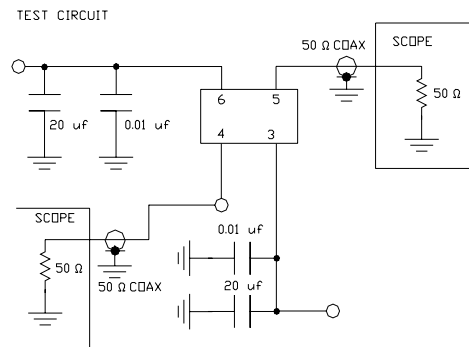 TEST CIRCUIT
50 Ω COAX
SCOPE
50 Ω
6 5
20 uf
0.01 uf
4 3
SCOPE
0.01 uf
50 Ω
50 Ω COAX
20 uf